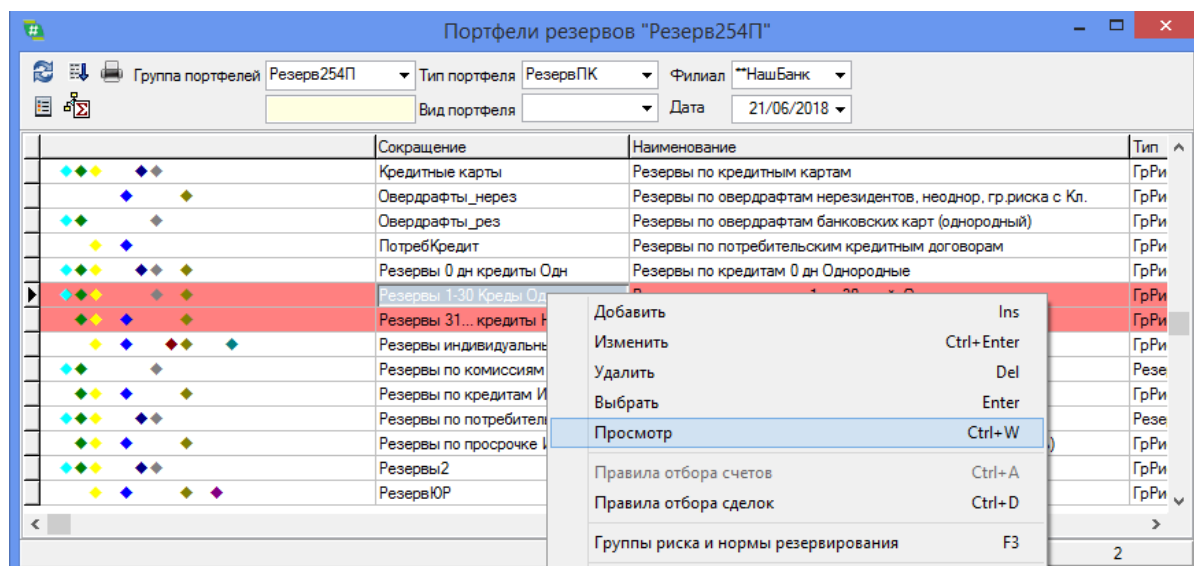 Портфели резервов "Резерв254П"
Группа портфелей Резерв254П Тип портфеля РезервПК Филиал **НашБанк
Вид портфеля Дата 21/06/2018
Сокращение Наименование Тип
Кредитные карты Резервы по кредитным картам ГрРи
Овердрафты_нерез Резервы по овердрафтам нерезидентов, неоднор, гр.риска с Кл. ГрРи
Овердрафты_рез Резервы по овердрафтам банковских карт (однородный) ГрРи
ПотребКредит Резервы по потребительским кредитным договорам ГрРи
Резервы 0 дн кредиты Одн Резервы по кредитам 0 дн Однородные ГрРи
Резервы 1-30 Креды Од ГрРи
Резервы 31... кредиты Н ГрРи
Резервы индивидуальны ГрРи
Резервы по комиссиям Резе
Резервы по кредитам И ГрРи
Резервы по потребител Резе
Резервы по просрочке ГрРи
Резервы2 ГрРи
РезервЮР ГрРи
Добавить Ins
Изменить Ctrl+Enter
Удалить Del
Выбрать Enter
Просмотр Ctrl+W
Правила отбора счетов Ctrl+A
Правила отбора сделок Ctrl+D
Группы риска и нормы резервирования F3
2